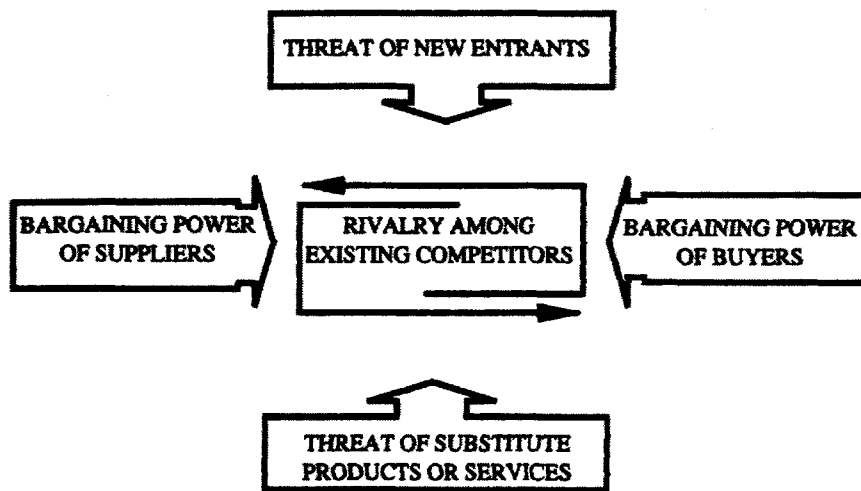 THREAT OF NEW ENTRANTS
BARGAINING POWER
OF SUPPLIERS
RIVALRY AMONG
EXISTING COMPETITORS
BARGAINING POWER
OF BUYERS
THREAT OF SUBSTITUTE
PRODUCTS OR SERVICES